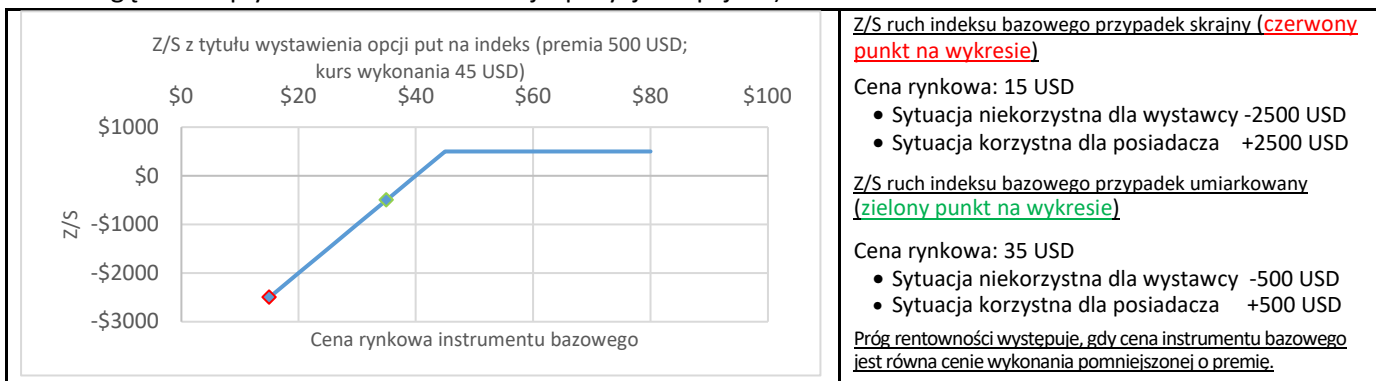 Z/S z tytułu wystawienia opcji put na indeks (premia 500 USD;
kurs wykonania 45 USD)
$0 $20 $40 $60 $80 $100
$1000
$0
-$1000
-$2000
-$3000
Z/S
Cena rynkowa instrumentu bazowego
Z/S ruch indeksu bazowego przypadek skrajny (czerwony
punkt na wykresie)
Cena rynkowa: 15 USD
• Sytuacja niekorzystna dla wystawcy -2500 USD
• Sytuacja korzystna dla posiadacza +2500 USD
Z/S ruch indeksu bazowego przypadek umiarkowany
(zielony punkt na wykresie)
Cena rynkowa: 35 USD
• Sytuacja niekorzystna dla wystawcy -500 USD
• Sytuacja korzystna dla posiadacza +500 USD
Próg rentowności występuje, gdy cena instrumentu bazowego
jest równa cenie wykonania pomniejszonej o premię.